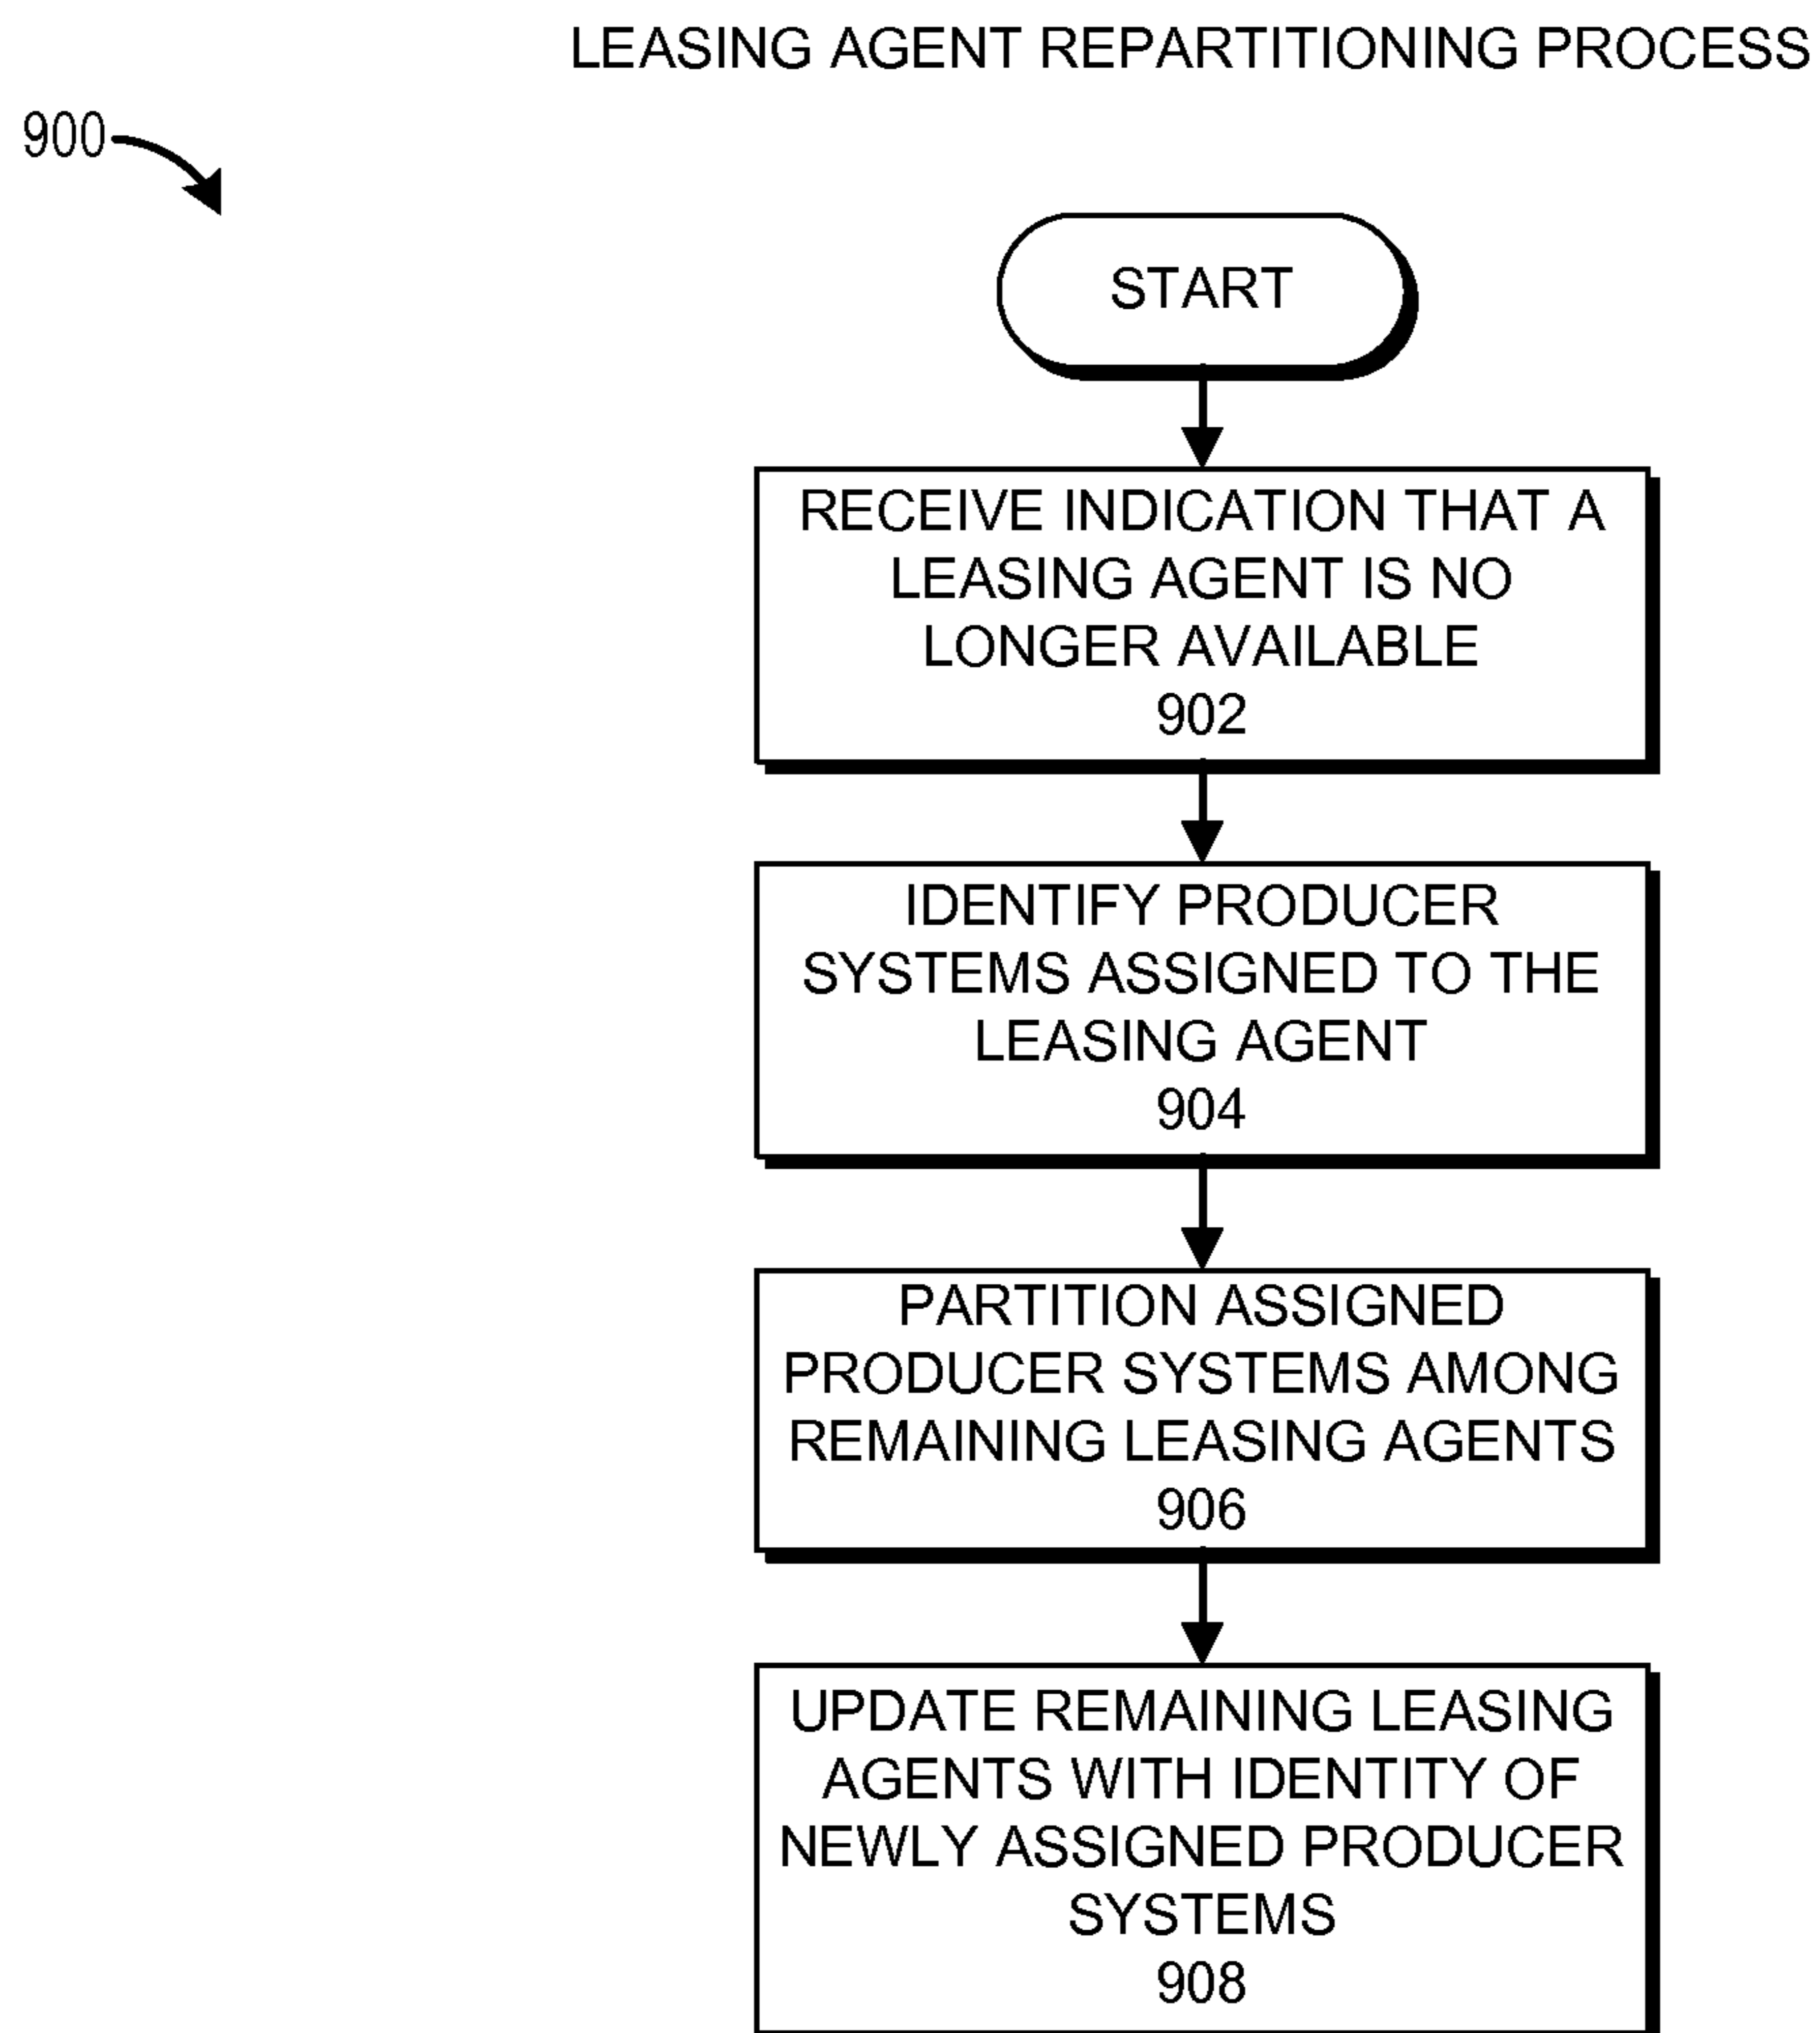 LEASING AGENT REPARTITIONING PROCESS
900
START
RECEIVE INDICATION THAT A
LEASING AGENT IS NO
LONGER AVAILABLE
902
IDENTIFY PRODUCER
SYSTEMS ASSIGNED TO THE
LEASING AGENT
904
PARTITION ASSIGNED
PRODUCER SYSTEMS AMONG
REMAINING LEASING AGENTS
906
UPDATE REMAINING LEASING
AGENTS WITH IDENTITY OF
NEWLY ASSIGNED PRODUCER
SYSTEMS
908